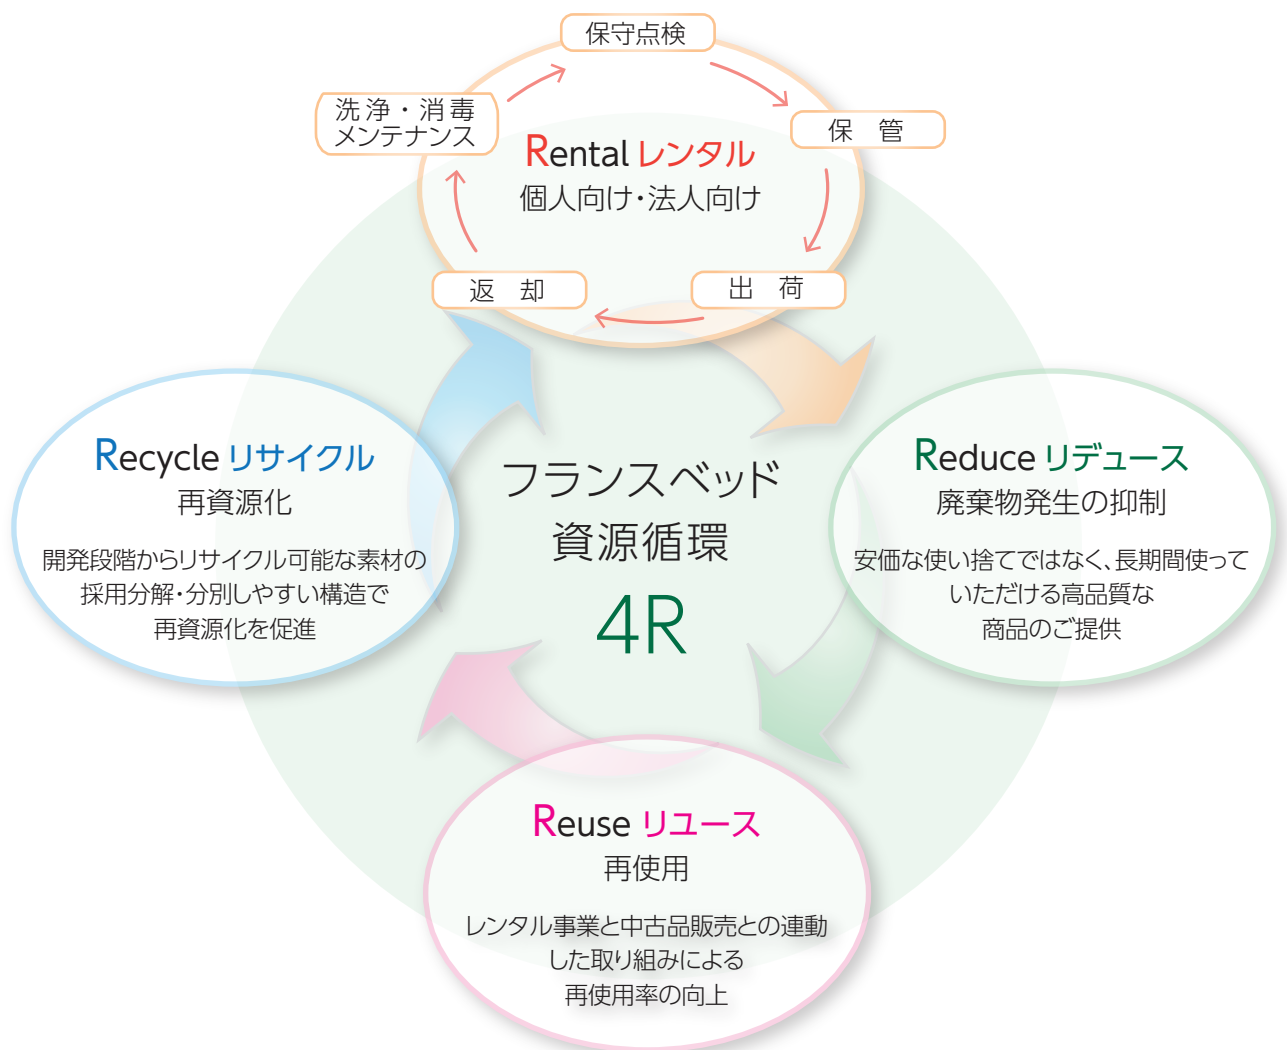 保守点検
洗浄・消毒
メンテナンス
保　管
Rental レンタル
個人向け・法人向け
返　却
出　荷
Recycle リサイクル
再資源化
開発段階からリサイクル可能な素材の
採用分解・分別しやすい構造で
再資源化を促進
フランスベッド
資源循環
4R
Reduce リデュース
廃棄物発生の抑制
安価な使い捨てではなく、長期間使って
いただける高品質な
商品のご提供
Reuse リユース
再使用
レンタル事業と中古品販売との連動
した取り組みによる
再使用率の向上